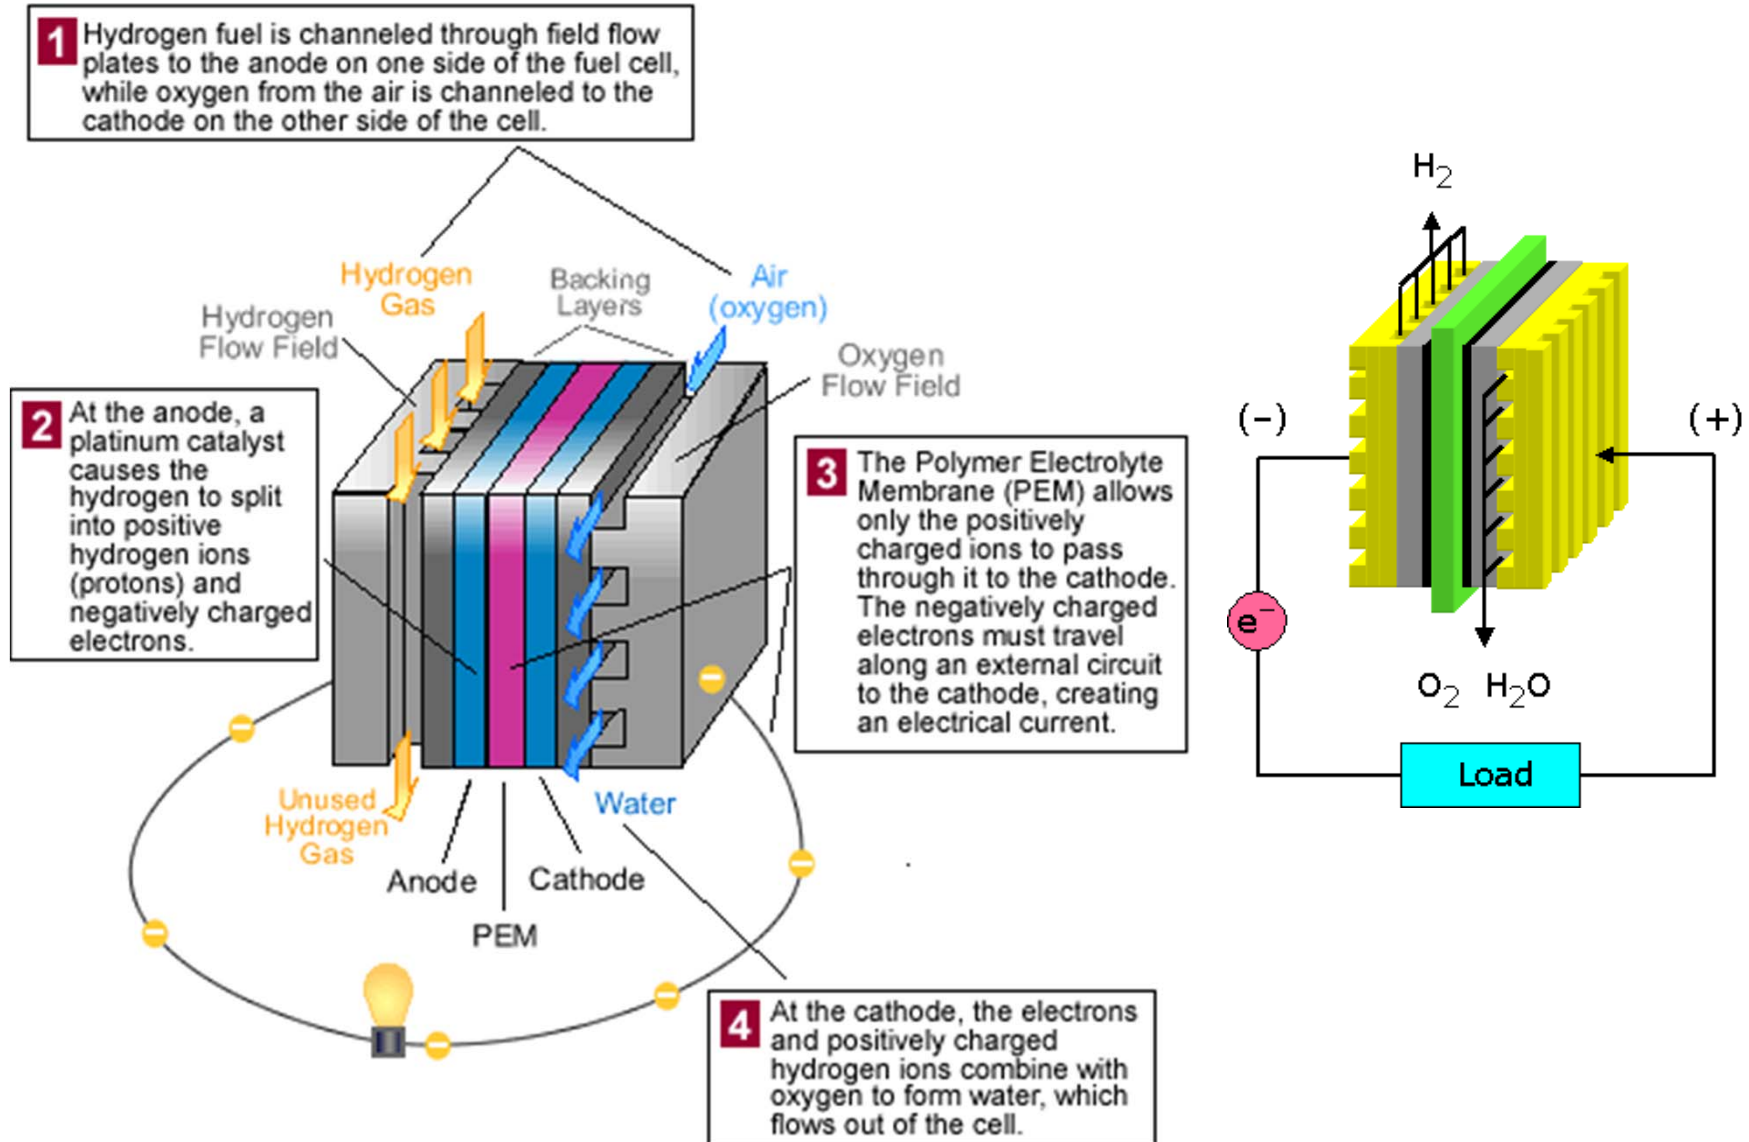 1 Hydrogen fuel is channeled through field flow
plates to the anode on one side of the fuel cell,
while oxygen from the air is channeled to the
cathode on the other side of the cell.
Hydrogen
Gas
Backing
Layers
Air
(oxygen)
Hydrogen
Flow Field
Oxygen
Flow Field
2 At the anode, a
platinum catalyst
causes the
hydrogen to split
into positive
hydrogen ions
(protons) and
negatively charged
electrons.
3 The Polymer Electrolyte
Membrane (PEM) allows
only the positively
charged ions to pass
through it to the cathode.
The negatively charged
electrons must travel
along an external circuit
to the cathode, creating
an electrical current.
Unused
Hydrogen
Gas
Water
Anode
Cathode
PEM
4 At the cathode, the electrons
and positively charged
hydrogen ions combine with
oxygen to form water, which
flows out of the cell.
H2
(−)
(+)
e−
O2 H2O
Load